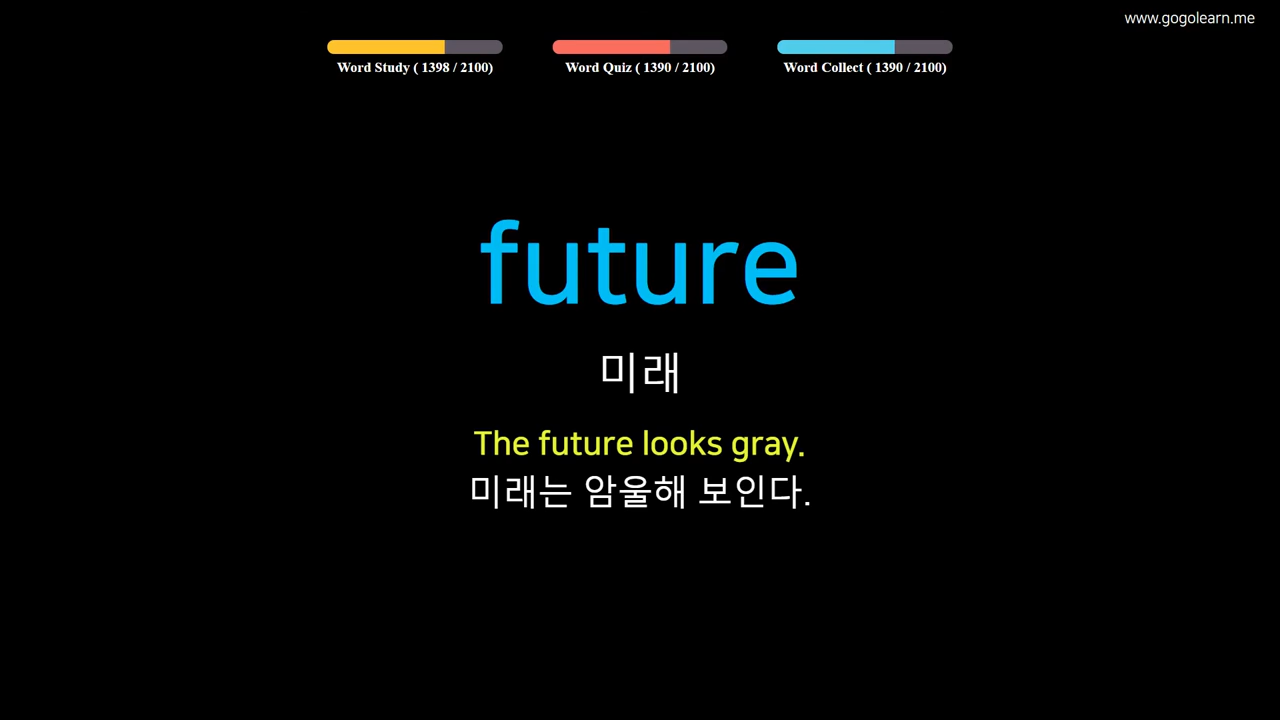 www.gogolearn.me
Word Study ( 1398 / 2100)
Word Quiz ( 1390 / 2100)
Word Collect ( 1390 / 2100)
future
미래
The future looks gray.
미래는 암울해 보인다.